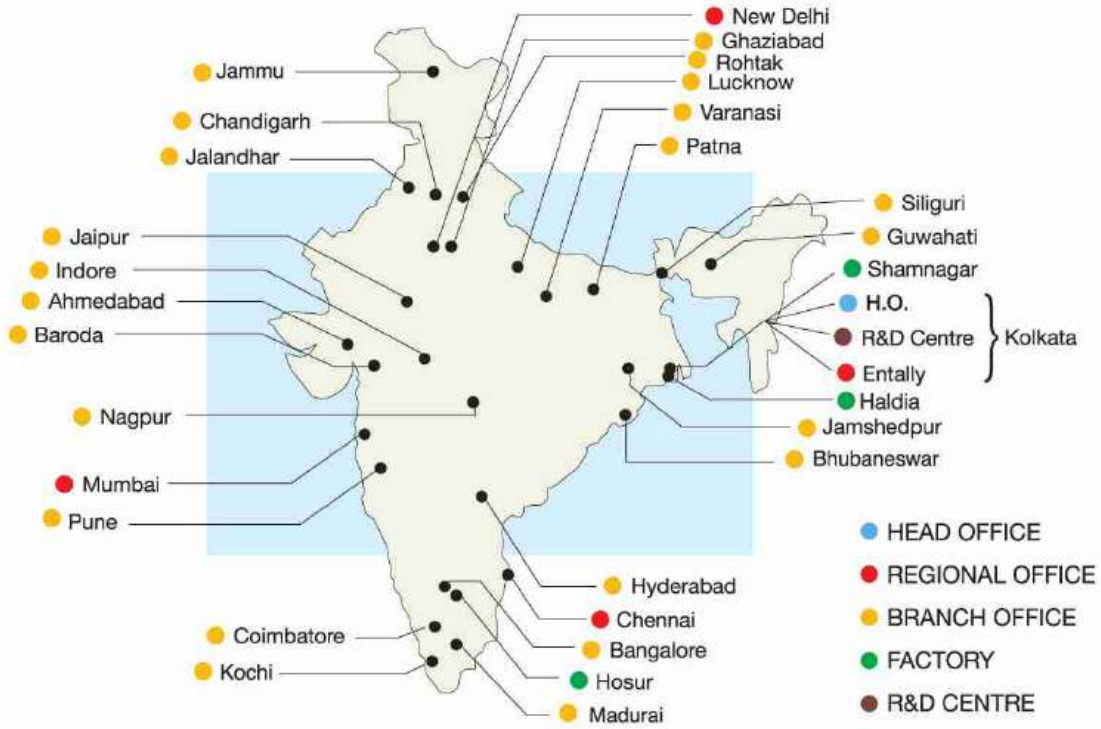 New Delhi
Ghaziabad
Rohtak
Lucknow
Varanasi
Patna
Jammu
Chandigarh
Jalandhar
Jaipur
Indore
Ahmedabad
Baroda
Nagpur
Mumbai
Pune
Coimbatore
Kochi
Siliguri
Guwahati
Shamnagar
H.O.
R&D Centre
Entally
Kolkata
Haldia
Jamshedpur
Bhubaneswar
Hyderabad
Chennai
Bangalore
Hosur
Madurai
HEAD OFFICE
REGIONAL OFFICE
BRANCH OFFICE
FACTORY
R&D CENTRE